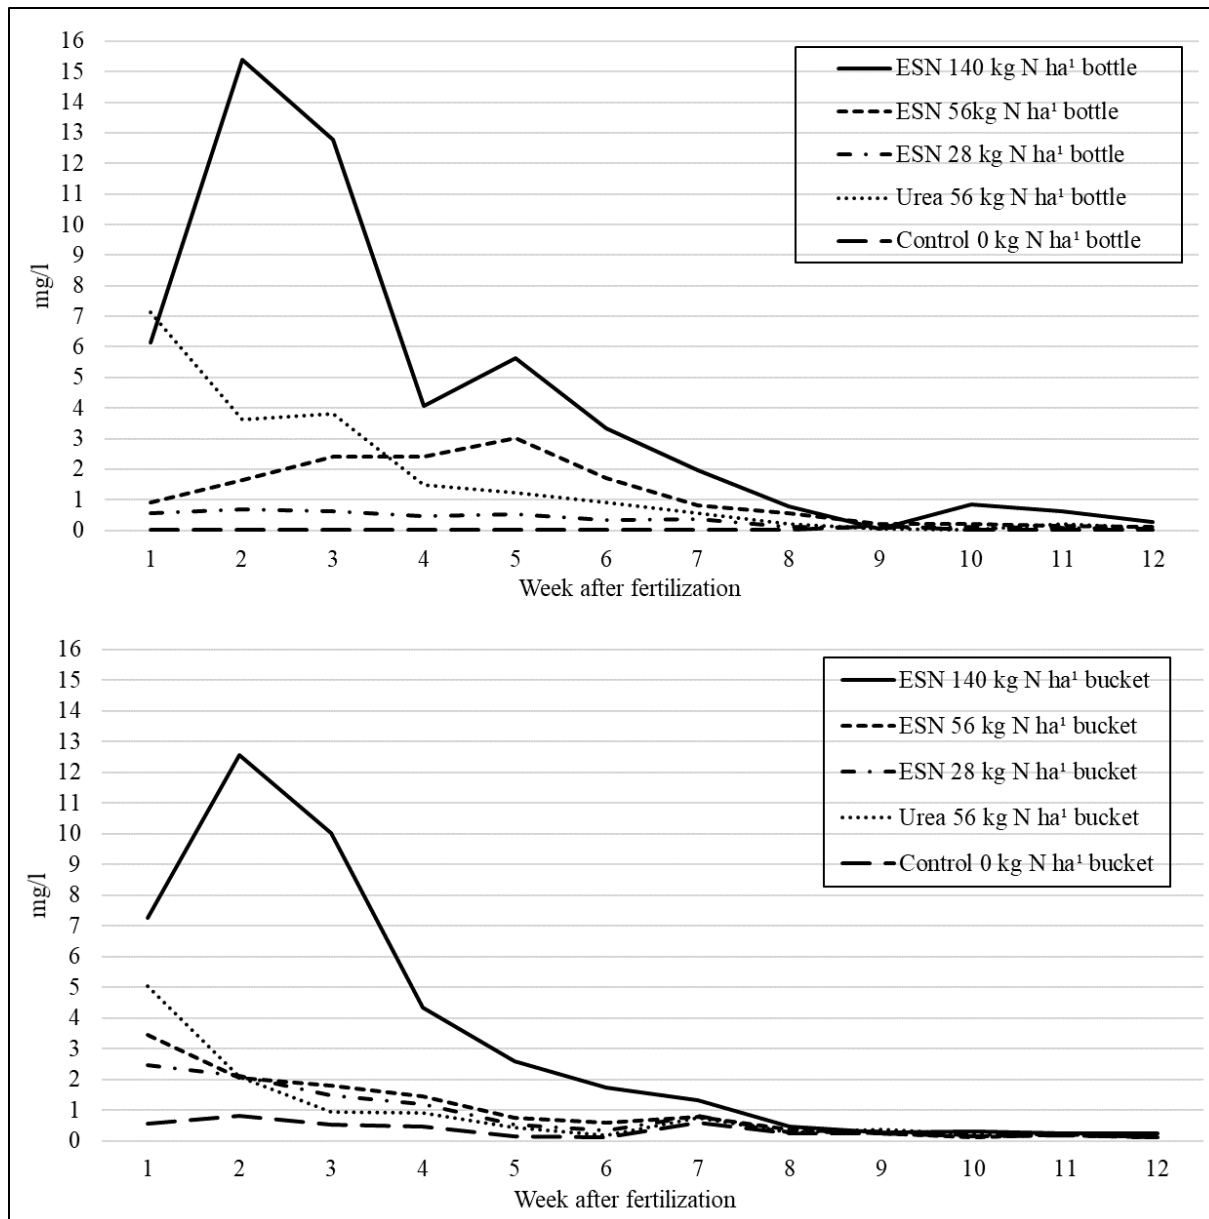 16
15
14
13
12
11
10
9
8
7
6
5
4
3
2
1
0
mg/l
ESN 140 kg N ha¹ bottle
ESN 56kg N ha¹ bottle
ESN 28 kg N ha¹ bottle
Urea 56 kg N ha¹ bottle
Control 0 kg N ha¹ bottle
1 2 3 4 5 6 7 8 9 10 11 12
Week after fertilization
16
15
14
13
12
11
10
9
8
7
6
5
4
3
2
1
0
mg/l
ESN 140 kg N ha¹ bucket
ESN 56 kg N ha¹ bucket
ESN 28 kg N ha¹ bucket
Urea 56 kg N ha¹ bucket
Control 0 kg N ha¹ bucket
1 2 3 4 5 6 7 8 9 10 11 12
Week after fertilization